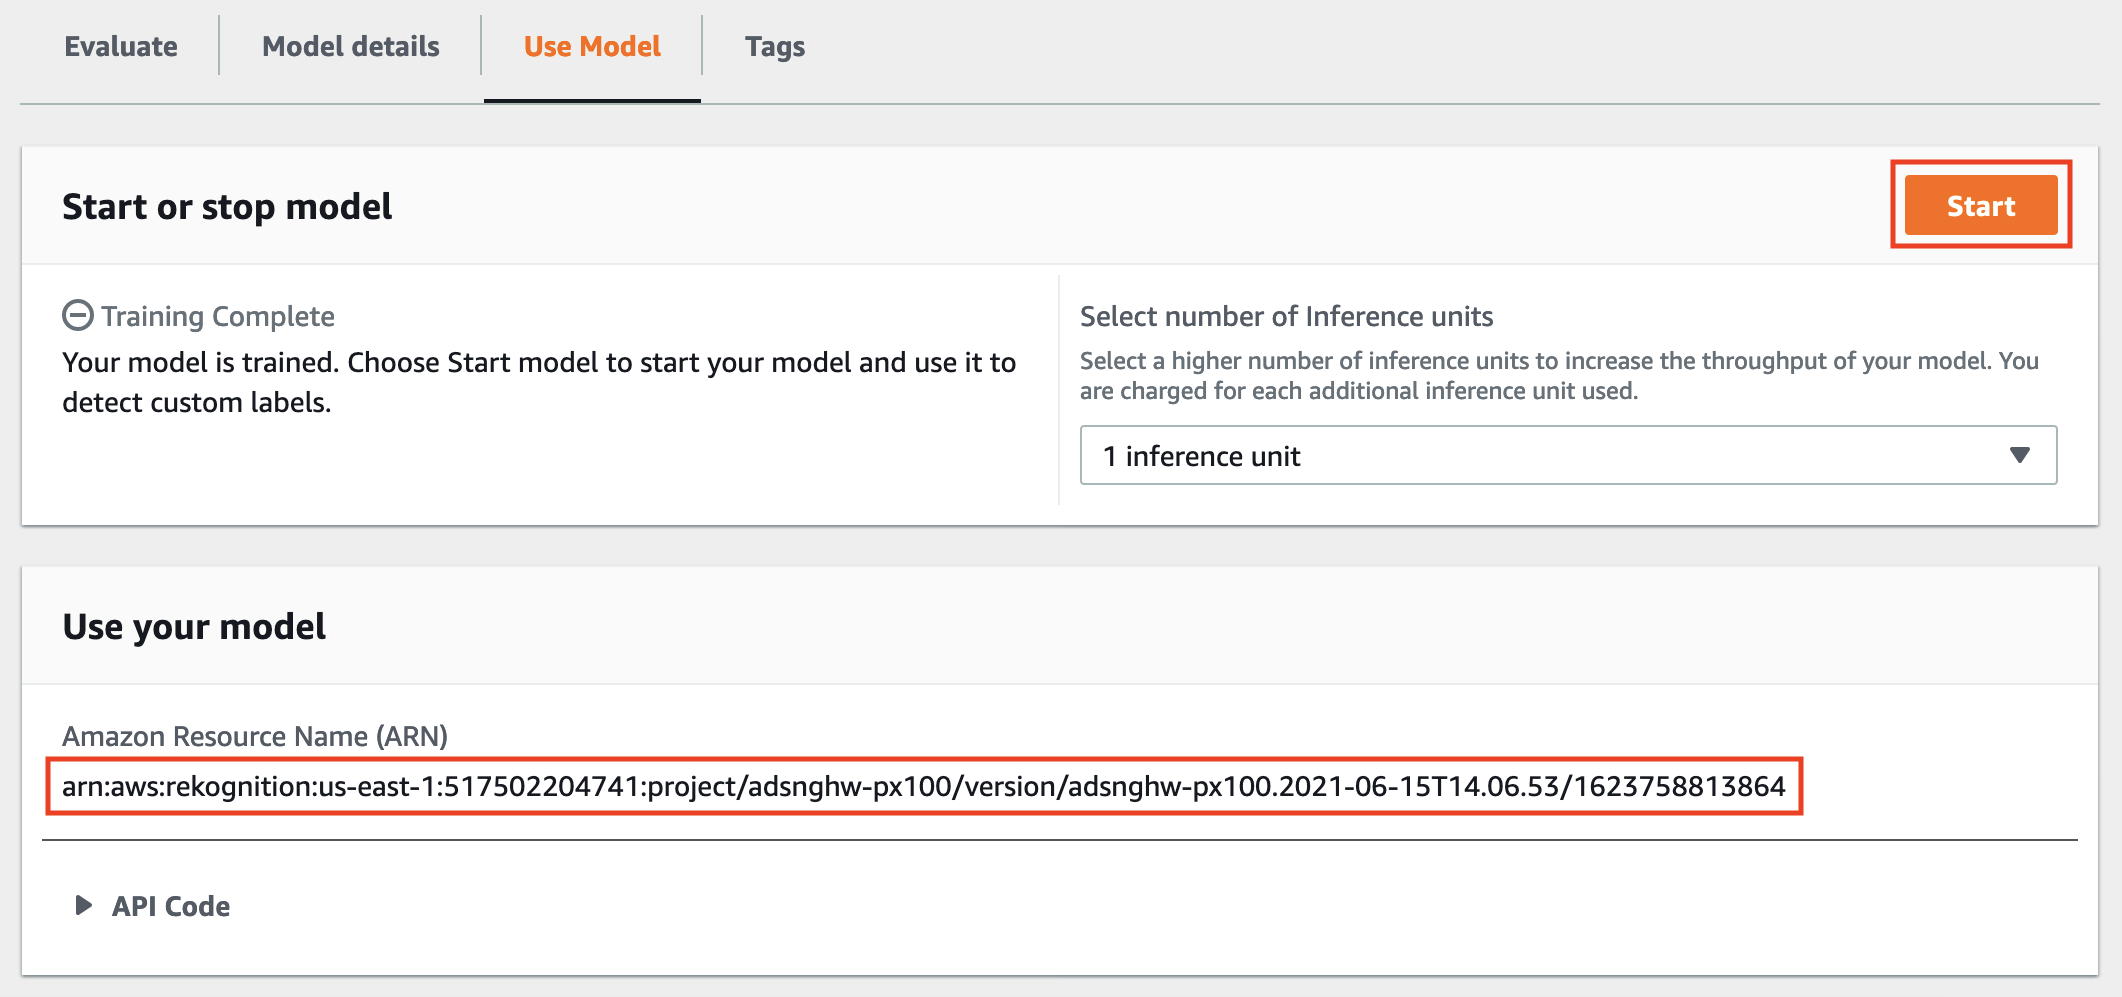 Evaluate
Model details
Use Model
Tags
Start or stop model
Start
Training Complete
Your model is trained. Choose Start model to start your model and use it to
detect custom labels.
Select number of Inference units
Select a higher number of inference units to increase the throughput of your model. You
are charged for each additional inference unit used.
1 inference unit
Use your model
Amazon Resource Name (ARN)
arn:aws:rekognition:us-east-1:517502204741:project/adsnghw-px100/version/adsnghw-px100.2021-06-15T14.06.53/1623758813864
API Code